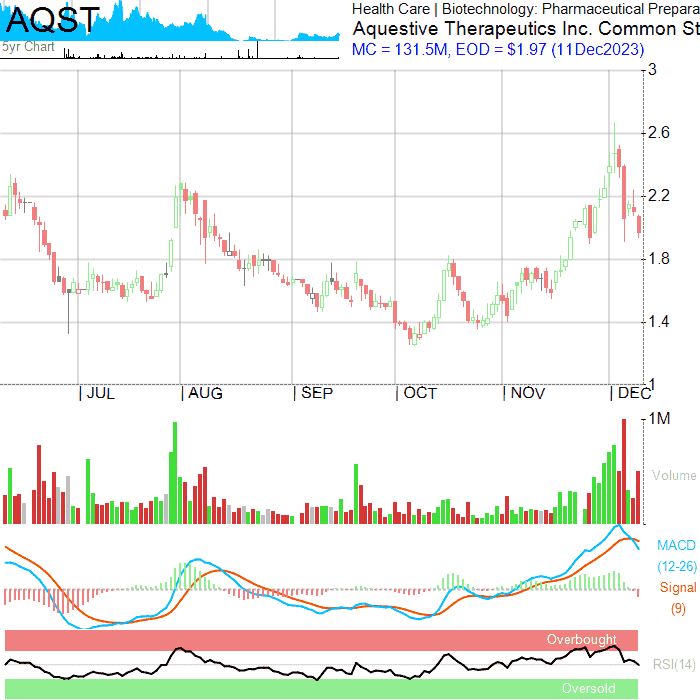 AQST
5yr Chart
Health Care | Biotechnology: Pharmaceutical Prepara
Aquestive Therapeutics Inc. Common St
MC = 131.5M, EOD = $1.97 (11Dec2023)
3
2.6
2.2
1.8
1.4
1
JUL
AUG
SEP
OCT
NOV
DEC
1M
Volume
MACD
(12-26)
Signal
(9)
Overbought
RSI(14)
Oversold